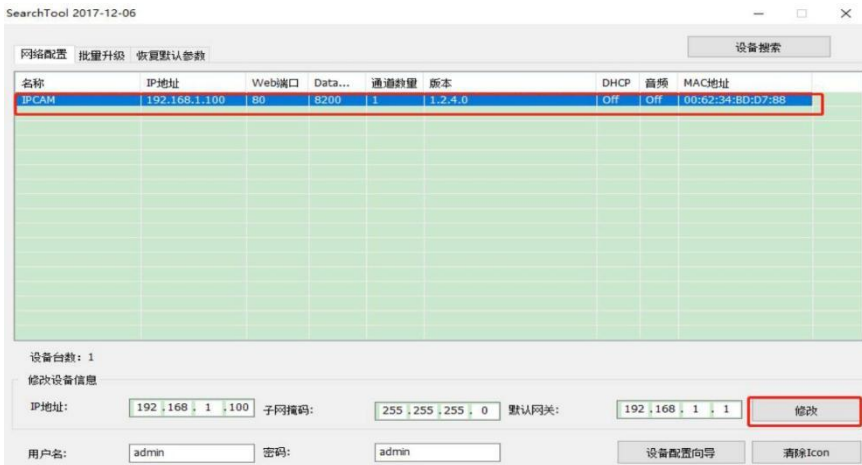 SearchTool 2017-12-06
设备搜索
网络配置 批量升级 恢复默认参数
名称 IP地址 Web端口 Data... 通道数量 版本 DHCP 音频 MAC地址
IPCAM 192.168.1.100 80 8200 1 1.2.4.0 Off Off 00:62:34:BD:D7:88
设备台数: 1
修改设备信息
IP地址: 192 .168 . 1 .100 子网掩码: 255 .255 .255 . 0 默认网关: 192 .168 . 1 . 1 修改
用户名: admin 密码: admin 设备配置向导 清除Icon